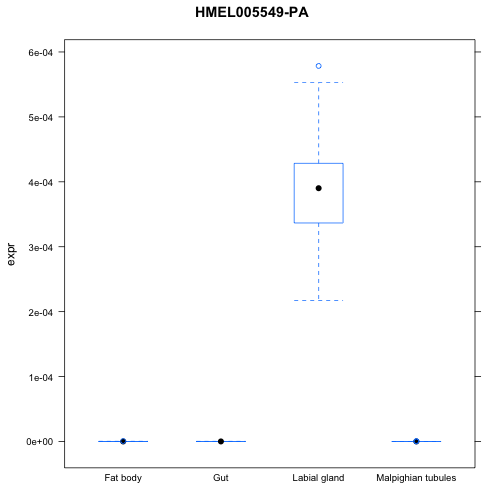 HMEL005549-PA
6e-04
5e-04
4e-04
3e-04
2e-04
1e-04
0e+00
expr
Fat body
Gut
Labial gland
Malpighian tubules